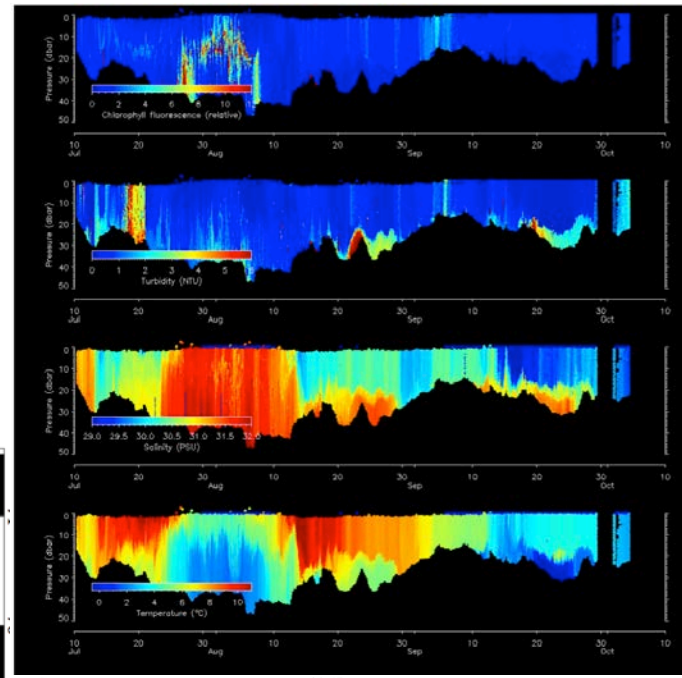 Pressure (dbar)
0
10
20
30
40
50
0 2 4 6 8 10 12
Chlorophyll fluorescence (relative)
10 20 30 10 20 30 10 20 30 10
Jul Aug Sep Oct
Pressure (dbar)
0
10
20
30
40
50
0 1 2 3 4 5
Turbidity (NTU)
10 20 30 10 20 30 10 20 30 10
Jul Aug Sep Oct
Pressure (dbar)
0
10
20
30
40
50
29.0 29.5 30.0 30.5 31.0 31.5 32.0
Salinity (PSU)
10 20 30 10 20 30 10 20 30 10
Jul Aug Sep Oct
Pressure (dbar)
0
10
20
30
40
50
0 2 4 6 8 10
Temperature (°C)
10 20 30 10 20 30 10 20 30 10
Jul Aug Sep Oct